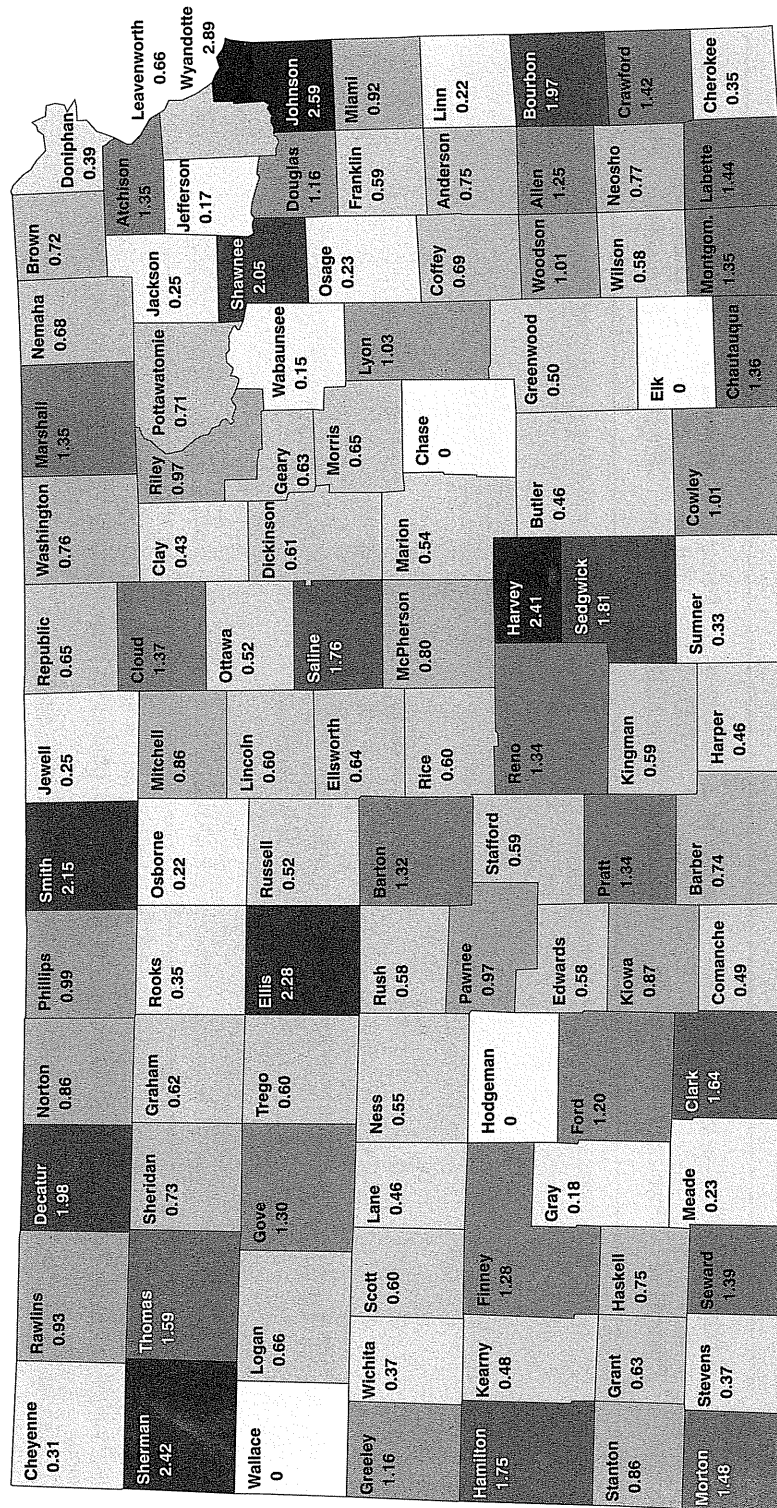 Cheyenne
0.31
Rawlins
0.93
Decatur
1.98
Norton
0.86
Phillips
0.99
Smith
2.15
Jewell
0.25
Republic
0.65
Washington
0.76
Marshall
1.35
Nemaha
0.68
Brown
0.72
Doniphan
0.39
Sherman
2.42
Thomas
1.59
Sheridan
0.73
Graham
0.62
Rooks
0.35
Osborne
0.22
Mitchell
0.86
Cloud
1.37
Clay
0.43
Riley
0.97
Pottawatomie
0.71
Jackson
0.25
Atchison
1.35
Jefferson
0.17
Leavenworth
0.66
Wyandotte
2.89
Wallace
0
Logan
0.66
Gove
1.30
Trego
0.60
Ellis
2.28
Russell
0.52
Lincoln
0.60
Ottawa
0.52
Saline
1.76
Dickinson
0.61
Geary
0.63
Wabaunsee
0.15
Shawnee
2.05
Douglas
1.16
Johnson
2.59
Greeley
1.16
Wichita
0.37
Scott
0.60
Lane
0.46
Ness
0.55
Rush
0.58
Barton
1.32
Ellsworth
0.64
Rice
0.60
McPherson
0.80
Marion
0.54
Morris
0.65
Chase
0
Lyon
1.03
Osage
0.23
Franklin
0.59
Miami
0.92
Hamilton
1.75
Kearny
0.48
Finney
1.28
Gray
0.18
Hodgeman
0
Ford
1.20
Pawnee
0.97
Edwards
0.58
Stafford
0.59
Reno
1.34
Harvey
2.41
Sedgwick
1.81
Butler
0.46
Greenwood
0.50
Coffey
0.69
Anderson
0.75
Linn
0.22
Woodson
1.01
Allen
1.25
Bourbon
1.97
Stanton
0.86
Grant
0.63
Haskell
0.75
Kiowa
0.87
Pratt
1.34
Kingman
0.59
Elk
0
Wilson
0.58
Neosho
0.77
Crawford
1.42
Morton
1.48
Stevens
0.37
Seward
1.39
Meade
0.23
Clark
1.64
Comanche
0.49
Barber
0.74
Harper
0.46
Sumner
0.33
Cowley
1.01
Chautauqua
1.36
Montgom.
1.35
Labette
1.44
Cherokee
0.35